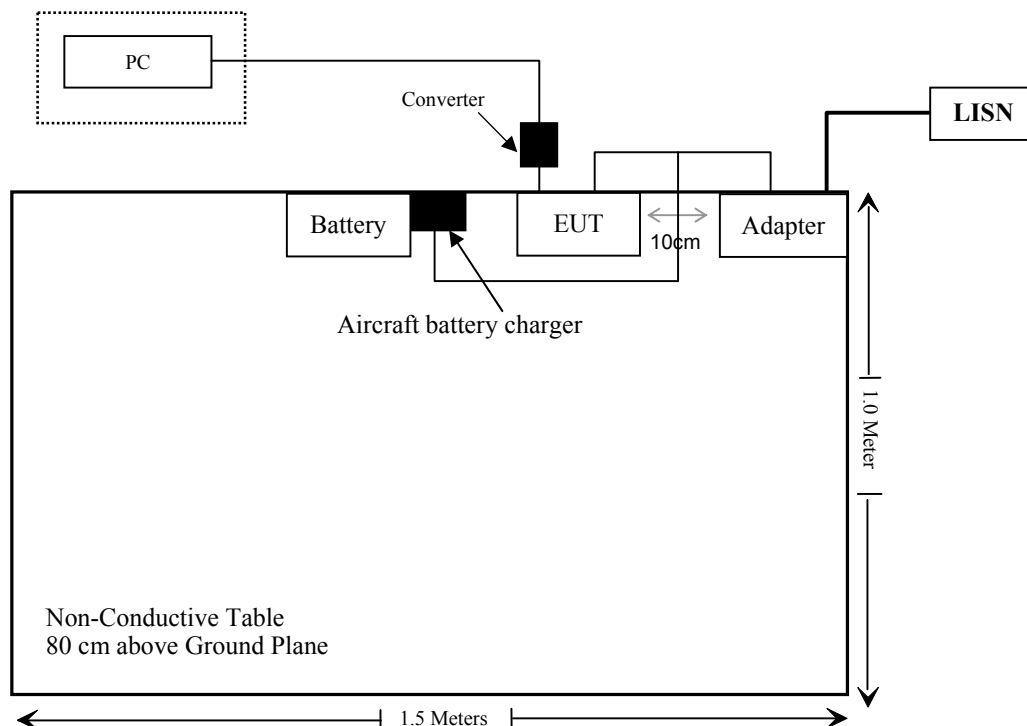 PC
Converter
LISN
Battery
EUT
10cm
Adapter
Aircraft battery charger
1.0 Meter
Non-Conductive Table
80 cm above Ground Plane
1.5 Meters